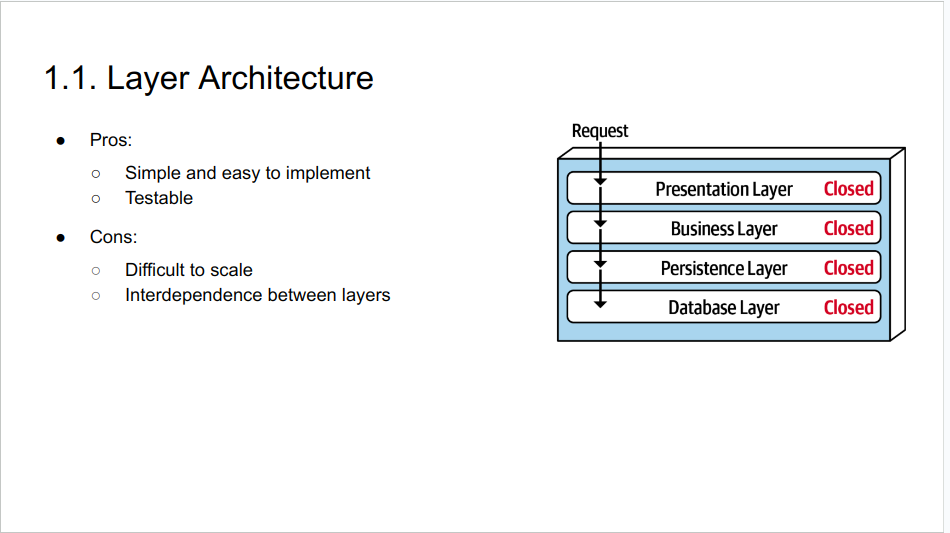 1.1. Layer Architecture
● Pros:
○ Simple and easy to implement
○ Testable
● Cons:
○ Difficult to scale
○ Interdependence between layers
Request
Presentation Layer Closed
Business Layer Closed
Persistence Layer Closed
Database Layer Closed